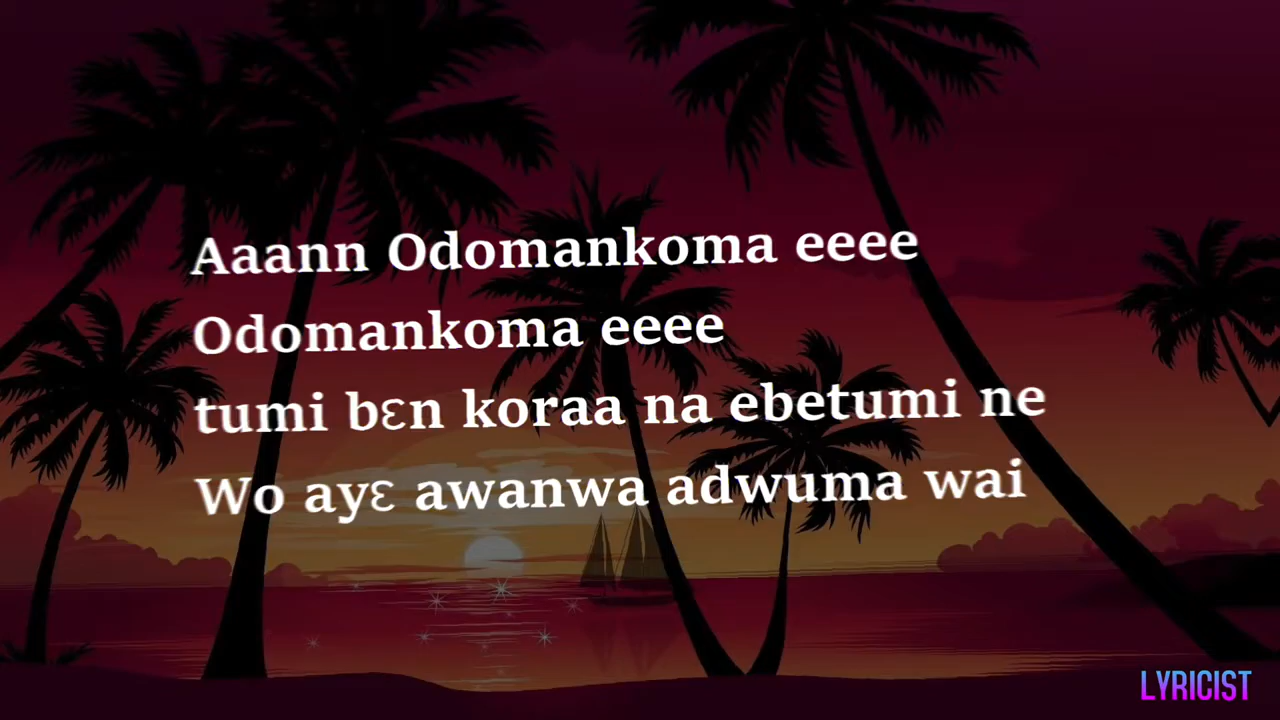 Aaann Odomankoma eeee
Odomankoma eeee
tumi bɛn koraa na ebetumi ne
Wo ayɛ awanwa adwuma wai
LYRICIST